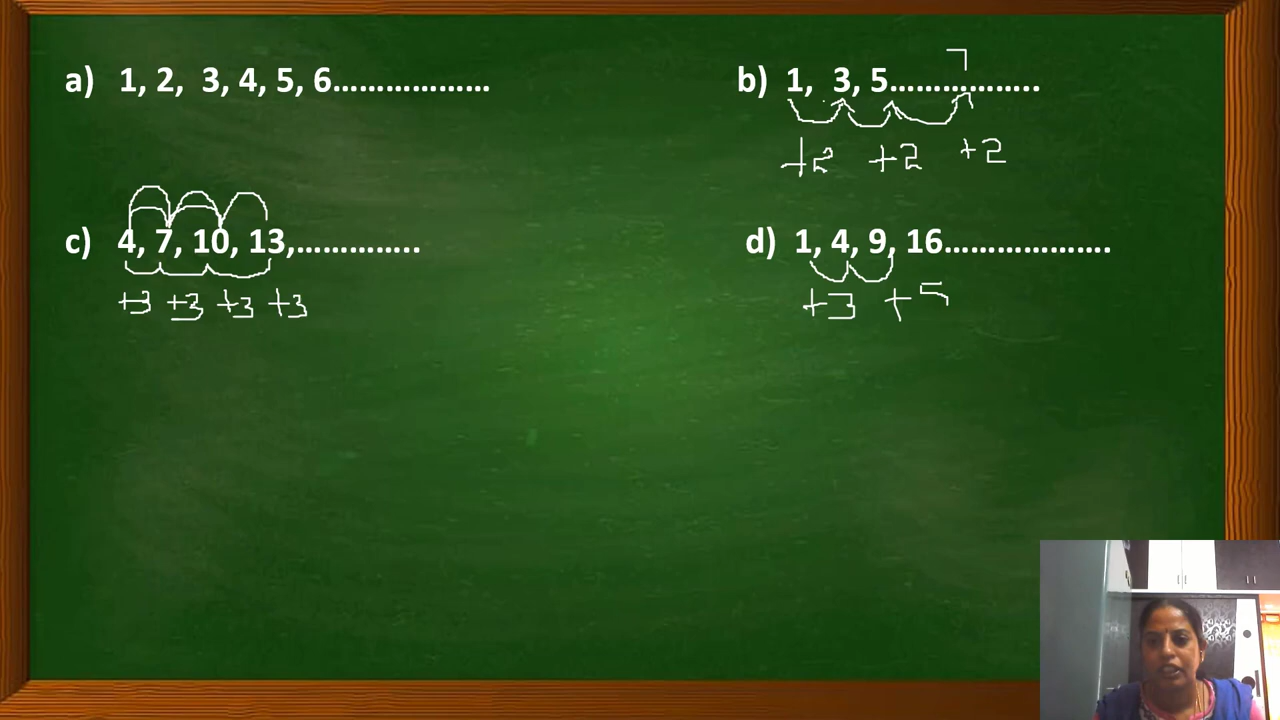 a) 1, 2, 3, 4, 5, 6………………
b) 1, 3, 5……………..
7
+2 +2 +2
c) 4, 7, 10, 13,…………..
+3 +3 +3 +3
d) 1, 4, 9, 16……………….
+3 +5